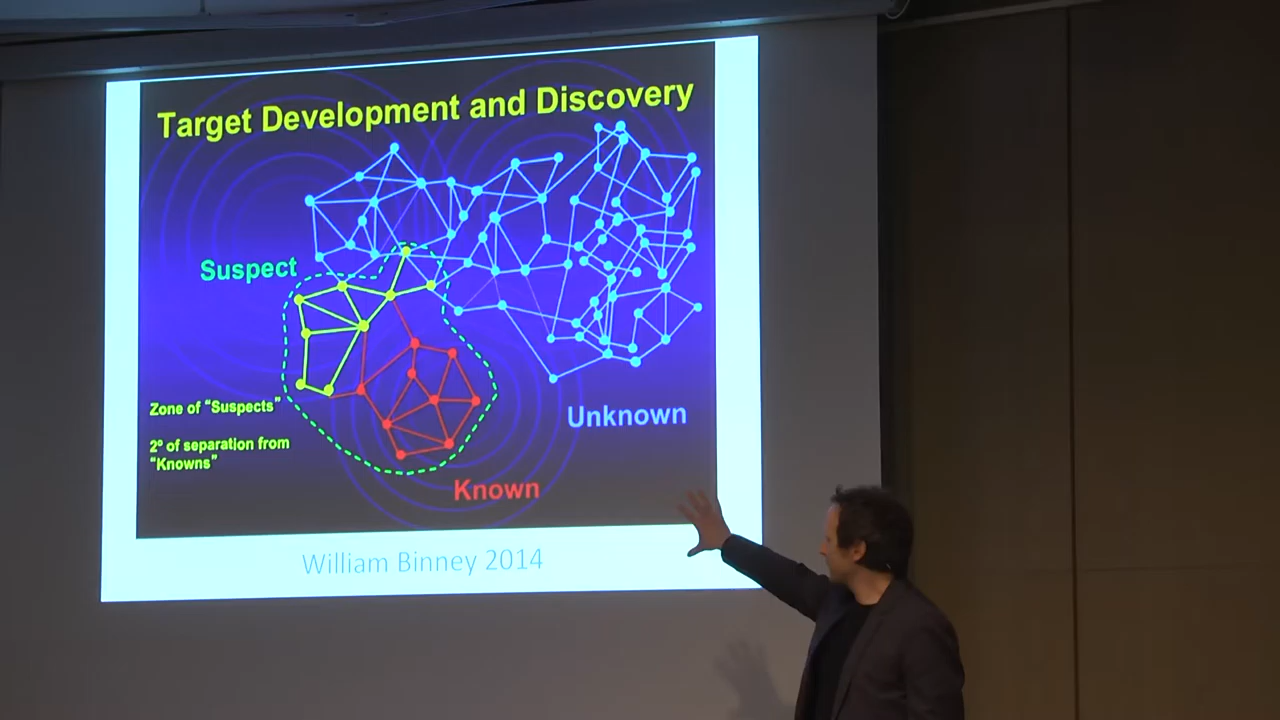 Target Development and Discovery
Suspect
Zone of “Suspects”
2º of separation from
“Knowns”
Unknown
Known
William Binney 2014